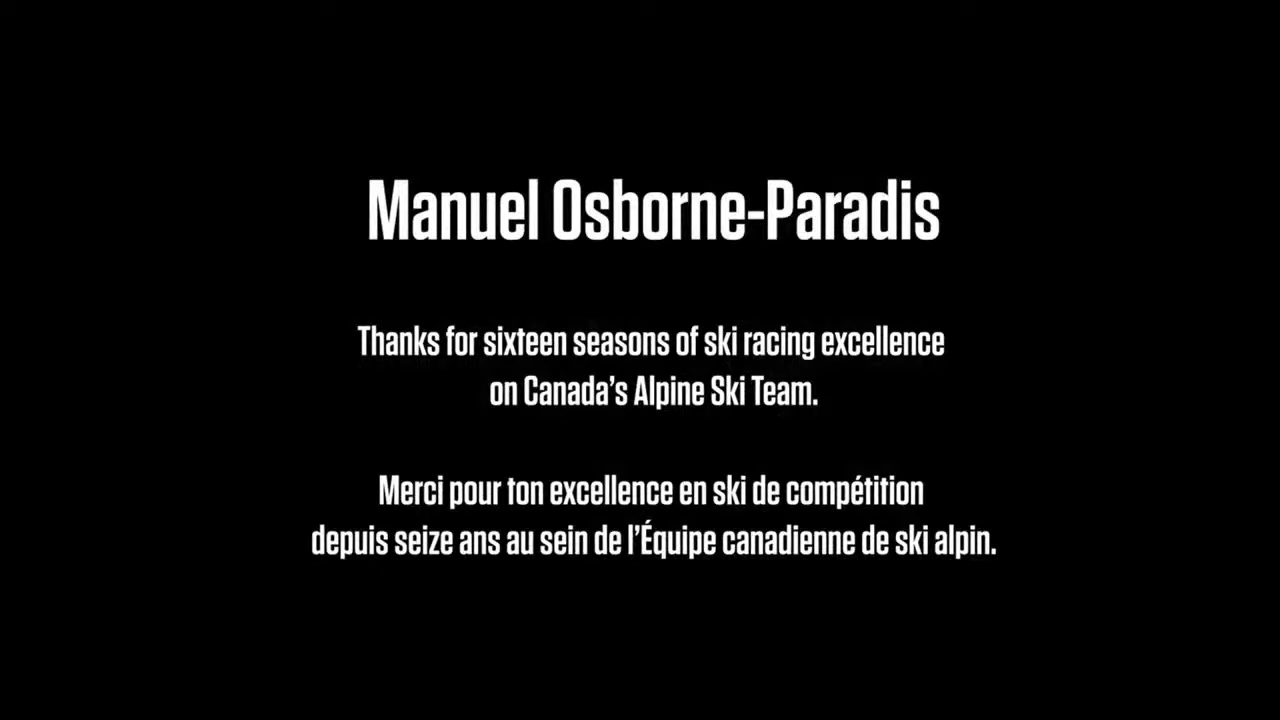 Manuel Osborne-Paradis
Thanks for sixteen seasons of ski racing excellence
on Canada's Alpine Ski Team.
Merci pour ton excellence en ski de compétition
depuis seize ans au sein de l'Équipe canadienne de ski alpin.